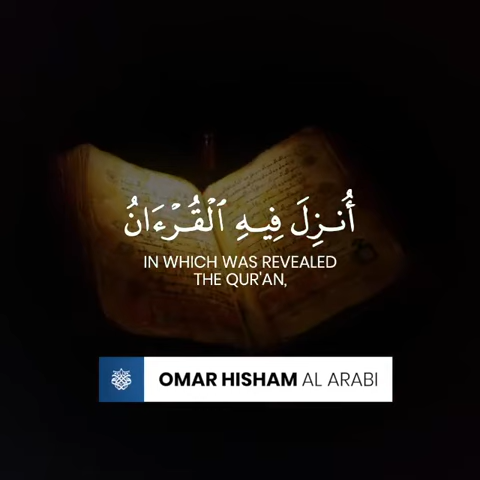 أُنزِلَ فِيهِ ٱلْقُرْءَانُ
IN WHICH WAS REVEALED
THE QUR'AN,
OMAR HISHAM AL ARABI